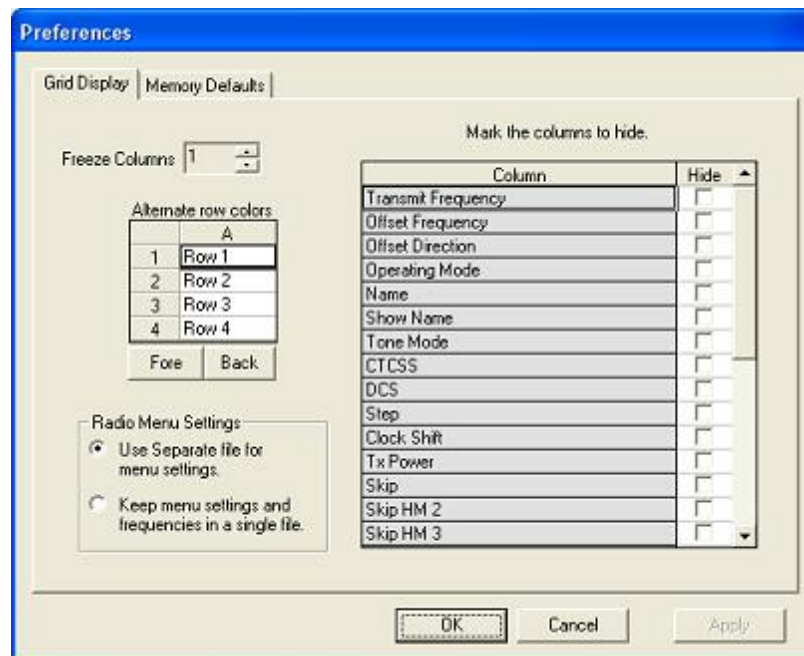 Preferences
Grid Display
Memory Defaults
Freeze Columns 1
Alternate row colors
A
1 Row 1
2 Row 2
3 Row 3
4 Row 4
Fore Back
Radio Menu Settings
Use Separate file for
menu settings.
Keep menu settings and
frequencies in a single file.
Mark the columns to hide.
Column Hide
Transmit Frequency
Offset Frequency
Offset Direction
Operating Mode
Name
Show Name
Tone Mode
CTCSS
DCS
Step
Clock Shift
Tx Power
Skip
Skip HM 2
Skip HM 3
OK Cancel Apply